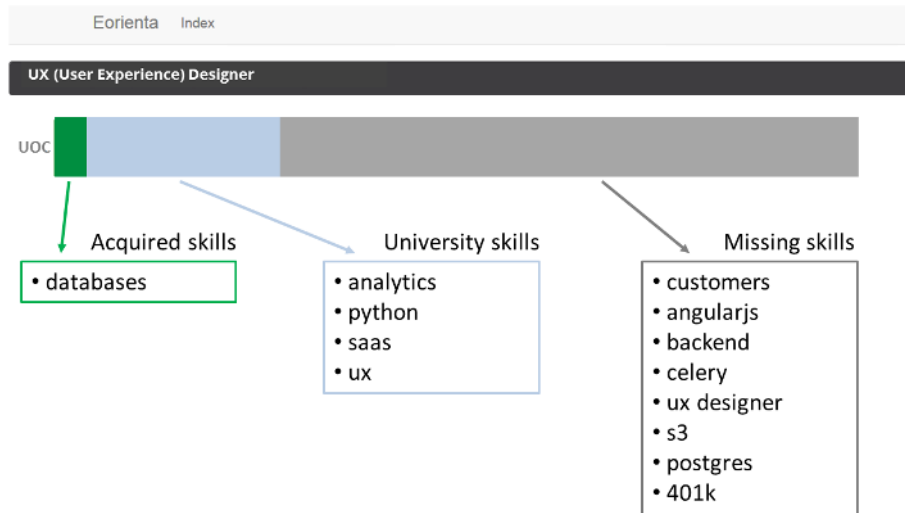 Eorienta Index
UX (User Experience) Designer
UOC
Acquired skills
• databases
University skills
• analytics
• python
• saas
• ux
Missing skills
• customers
• angularjs
• backend
• celery
• ux designer
• s3
• postgres
• 401k